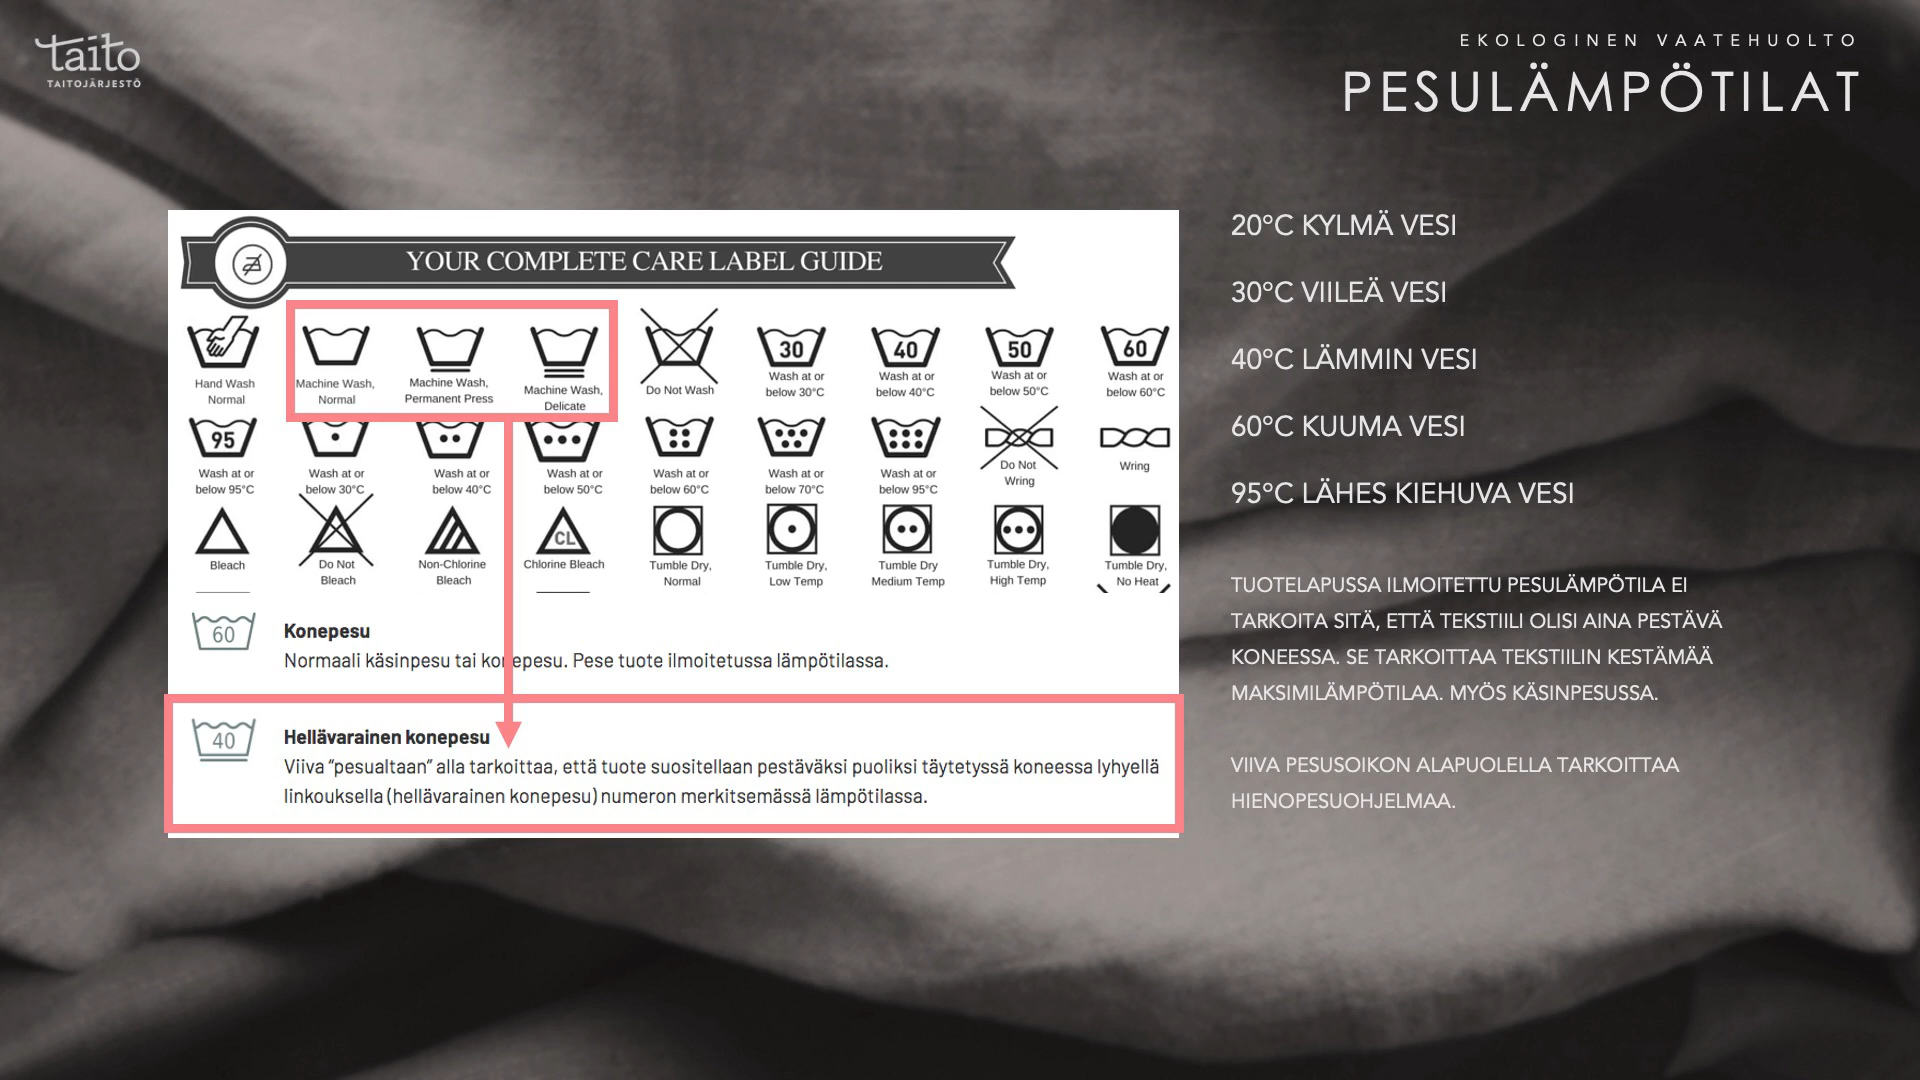 taito
TAITOJÄRJESTÖ
EKOLOGINEN VAATEHUOLTO
PESULÄMPÖTILAT
YOUR COMPLETE CARE LABEL GUIDE
Hand Wash
Normal
Machine Wash,
Normal
Machine Wash,
Permanent Press
Machine Wash,
Delicate
Do Not Wash
30
Wash at or
below 30°C
40
Wash at or
below 40°C
50
Wash at or
below 50°C
60
Wash at or
below 60°C
95
Wash at or
below 95°C
Wash at or
below 30°C
Wash at or
below 40°C
Wash at or
below 50°C
Wash at or
below 60°C
Wash at or
below 70°C
Wash at or
below 95°C
Do Not
Wring
Wring
Bleach
Do Not
Bleach
Non-Chlorine
Bleach
CL
Chlorine Bleach
Tumble Dry,
Normal
Tumble Dry,
Low Temp
Tumble Dry
Medium Temp
Tumble Dry,
High Temp
Tumble Dry,
No Heat
60
Konepesu
Normaali käsinpesu tai konepesu. Pese tuote ilmoitetussa lämpötilassa.
40
Hellävarainen konepesu
Viiva “pesualtaan” alla tarkoittaa, että tuote suositellaan pestäväksi puoliksi täytetyssä koneessa lyhyellä
linkouksella (hellävarainen konepesu) numeron merkitsemässä lämpötilassa.
20°C KYLMÄ VESI
30°C VIILEÄ VESI
40°C LÄMMIN VESI
60°C KUUMA VESI
95°C LÄHES KIEHUVA VESI
TUOTELAPUSSA ILMOITETTU PESULÄMPÖTILA EI
TARKOITA SITÄ, ETTÄ TEKSTIILI OLISI AINA PESTÄVÄ
KONEESSA. SE TARKOITTAA TEKSTIILIN KESTÄMÄÄ
MAKSIMILÄMPÖTILAA. MYÖS KÄSINPESUSSA.
VIIVA PESUSOIKON ALAPUOLELLA TARKOITTAA
HIENOPESUOHJELMAA.